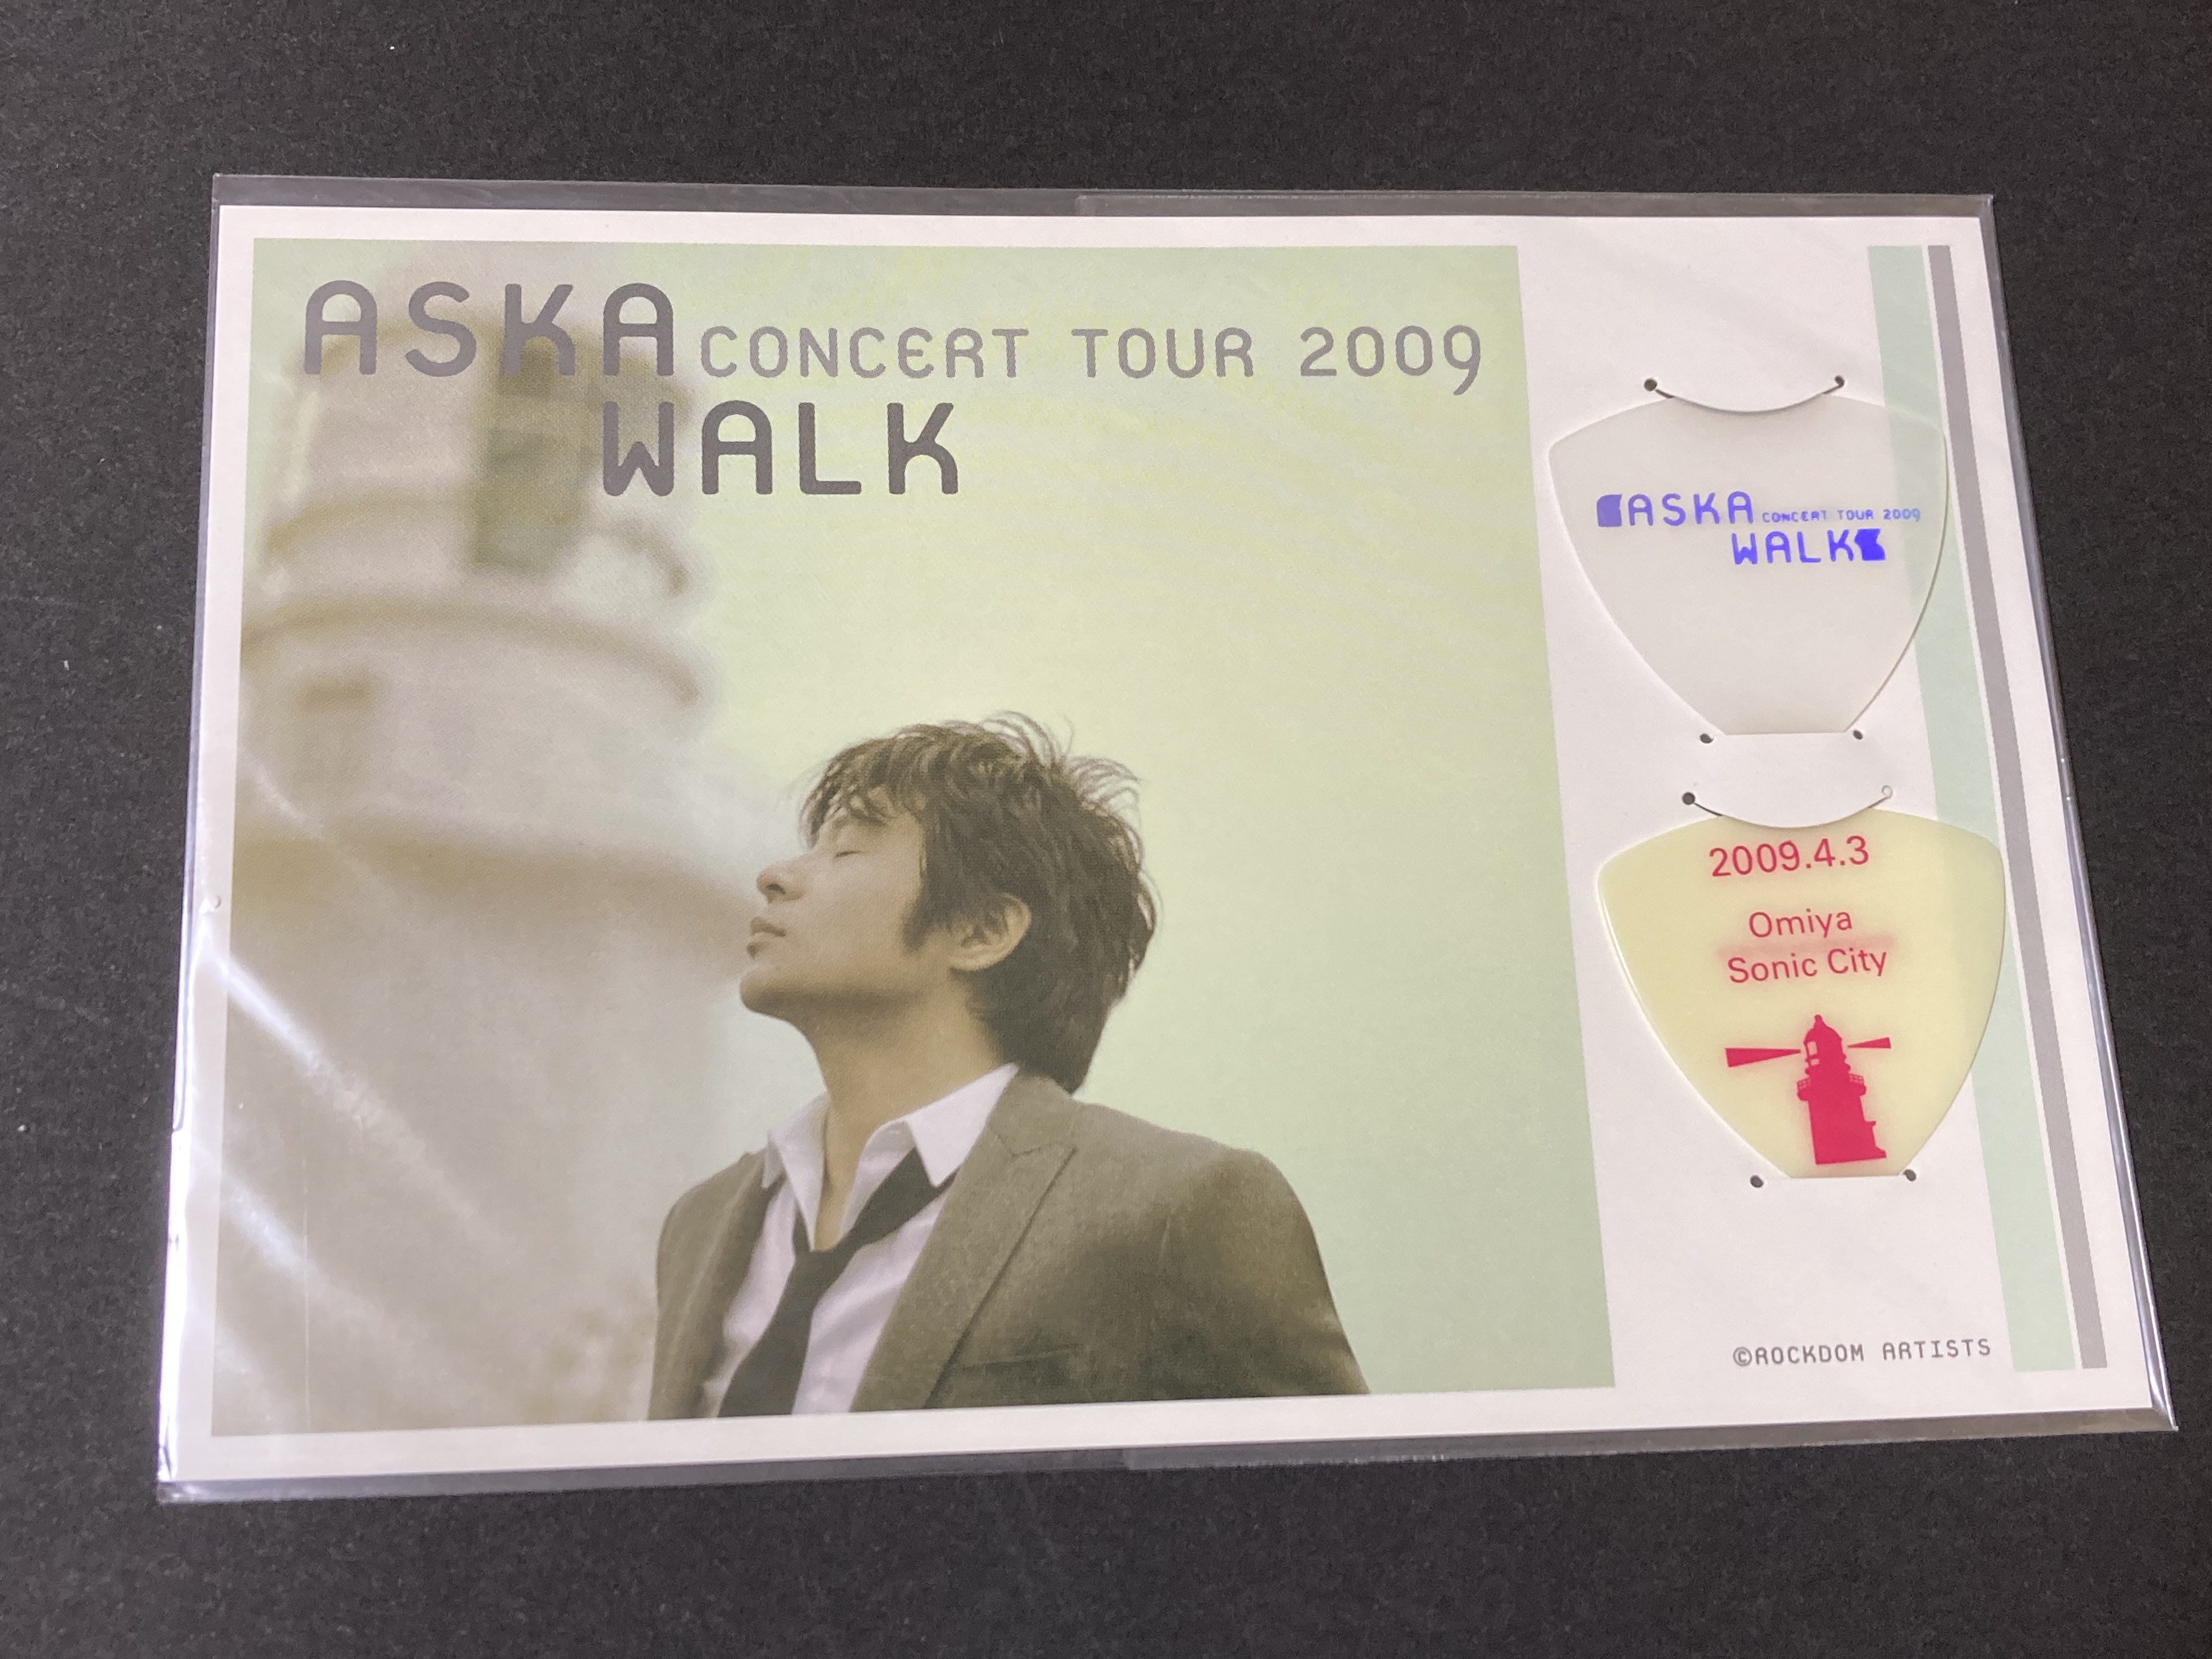 ASKA CONCERT TOUR 2009
WALK
ASKA CONCERT TOUR 2009
WALK
2009.4.3
Omiya
Sonic City
©ROCKDOM ARTISTS